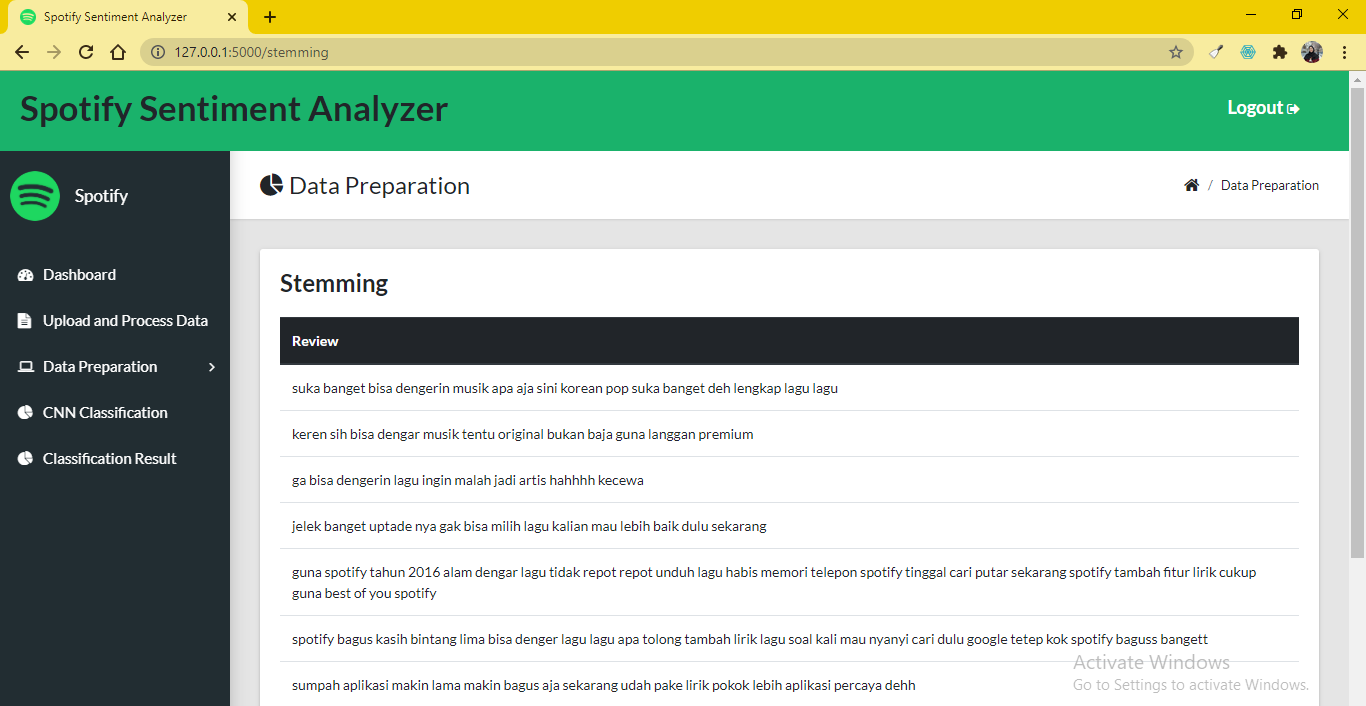 Spotify Sentiment Analyzer
127.0.0.1:5000/stemming
Spotify Sentiment Analyzer
Logout
Spotify
Data Preparation
/ Data Preparation
Dashboard
Upload and Process Data
Data Preparation
CNN Classification
Classification Result
Stemming
Review
suka banget bisa dengerin musik apa aja sini korean pop suka banget deh lengkap lagu lagu
keren sih bisa dengar musik tentu original bukan baja guna langgan premium
ga bisa dengerin lagu ingin malah jadi artis hahhhh kecewa
jelek banget uptade nya gak bisa milih lagu kalian mau lebih baik dulu sekarang
guna spotify tahun 2016 alam dengar lagu tidak repot repot unduh lagu habis memori telepon spotify tinggal cari putar sekarang spotify tambah fitur lirik cukup
guna best of you spotify
spotify bagus kasih bintang lima bisa denger lagu lagu apa tolong tambah lirik lagu soal kali mau nyanyi cari dulu google tetep kok spotify baguss bangett
sumpah aplikasi makin lama makin bagus aja sekarang udah pake lirik pokok lebih aplikasi percaya dehh
Activate Windows
Go to Settings to activate Windows.